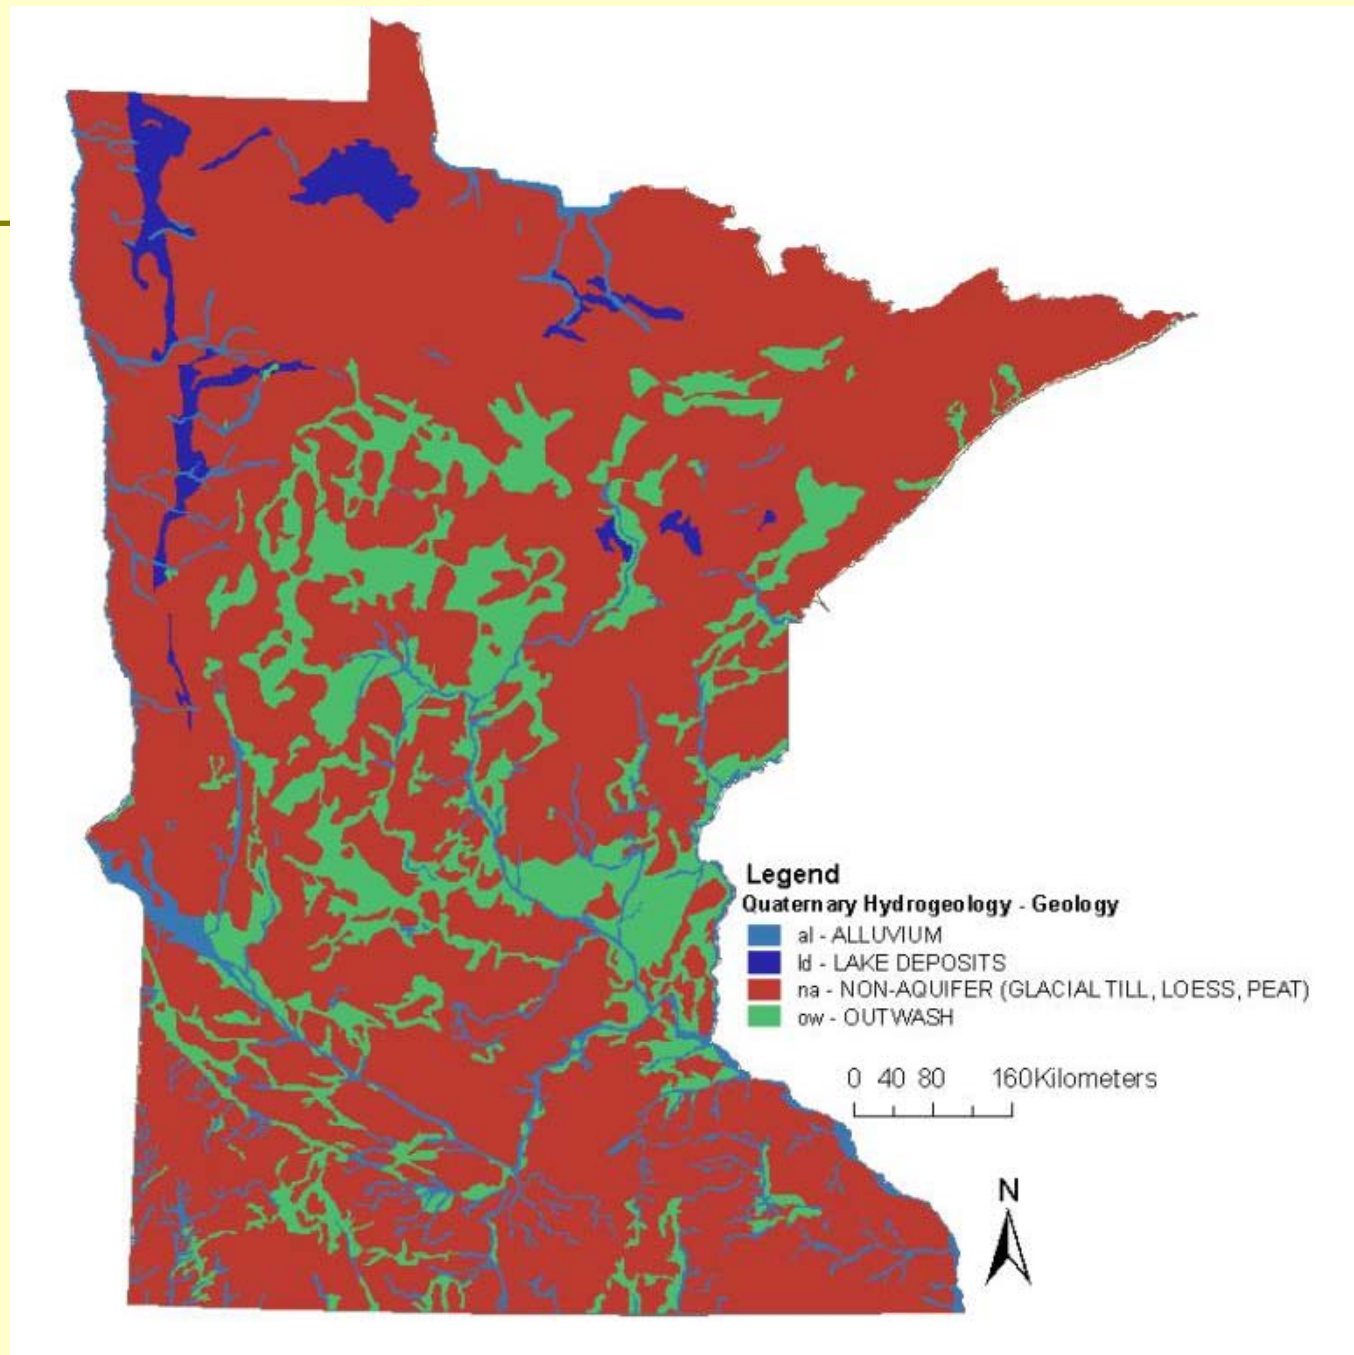 Legend
Quaternary Hydrogeology - Geology
al - ALLUVIUM
ld - LAKE DEPOSITS
na - NON-AQUIFER (GLACIAL TILL, LOESS, PEAT)
ow - OUTWASH
0 40 80 160Kilometers
N